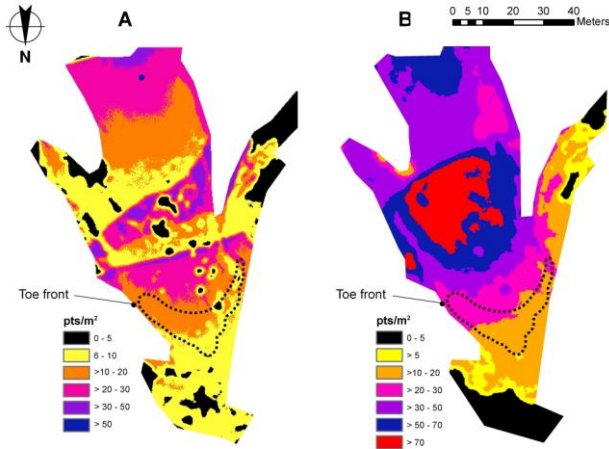 A
B
0 5 10 20 30 40
Meters
N
Toe front
pts/m²
0 - 5
6 - 10
>10 - 20
> 20 - 30
> 30 - 50
> 50
Toe front
pts/m²
0 - 5
> 5
>10 - 20
> 20 - 30
> 30 - 50
> 50 - 70
> 70